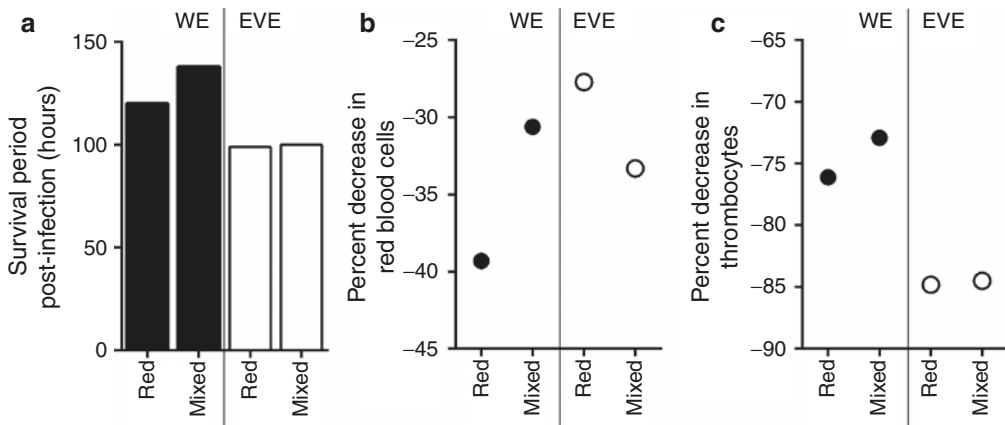 a
WE
EVE
Survival period
post-infection (hours)
150
100
50
0
Red
Mixed
Red
Mixed
b
WE
EVE
Percent decrease in
red blood cells
−25
−30
−35
−40
−45
Red
Mixed
Red
Mixed
c
WE
EVE
Percent decrease in
thrombocytes
−65
−70
−75
−80
−85
−90
Red
Mixed
Red
Mixed